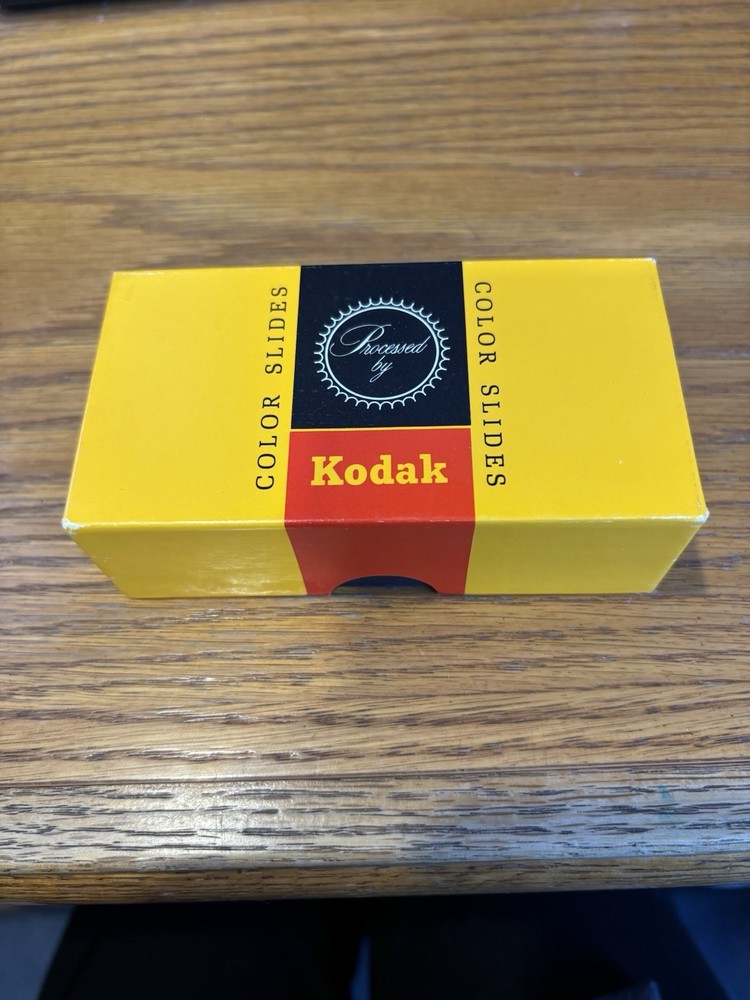 COLOR SLIDES
Processed
by
Kodak
COLOR SLIDES